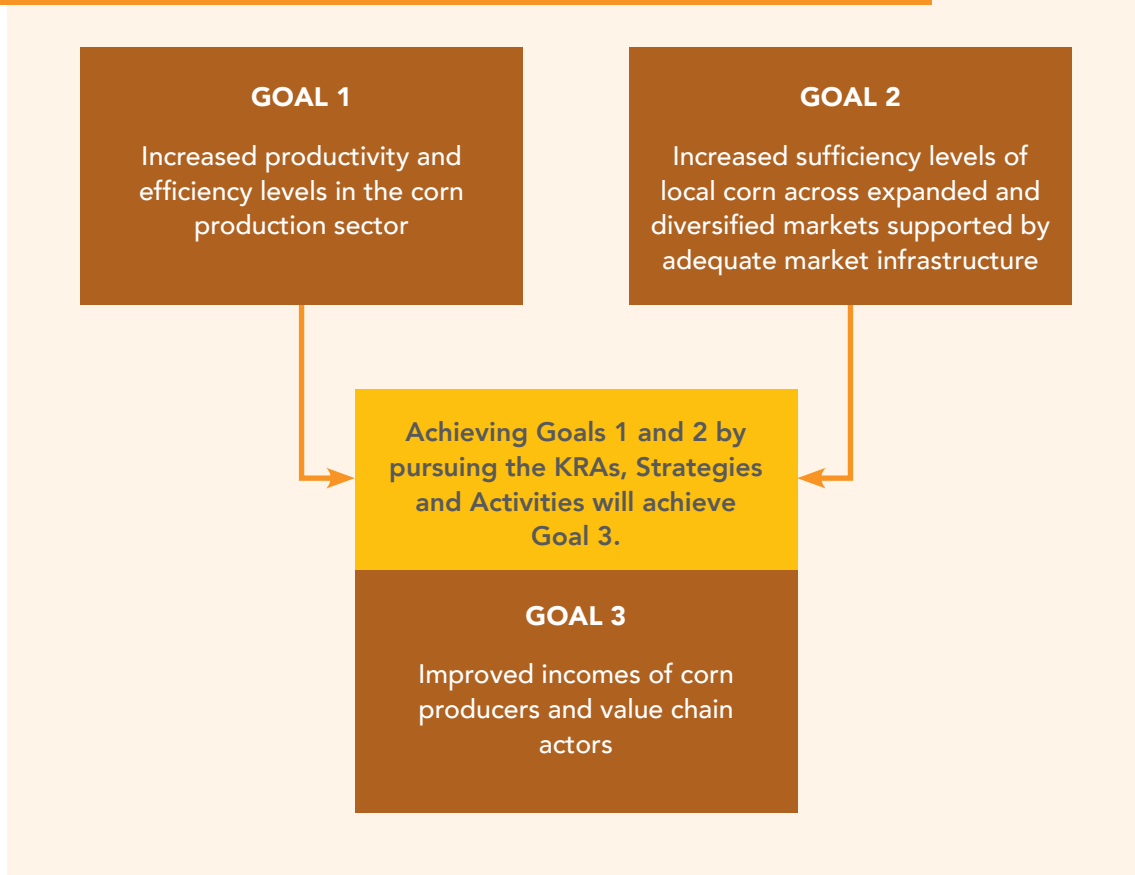 GOAL 1
Increased productivity and
efficiency levels in the corn
production sector
GOAL 2
Increased sufficiency levels of
local corn across expanded and
diversified markets supported by
adequate market infrastructure
Achieving Goals 1 and 2 by
pursuing the KRAs, Strategies
and Activities will achieve
Goal 3.
GOAL 3
Improved incomes of corn
producers and value chain
actors